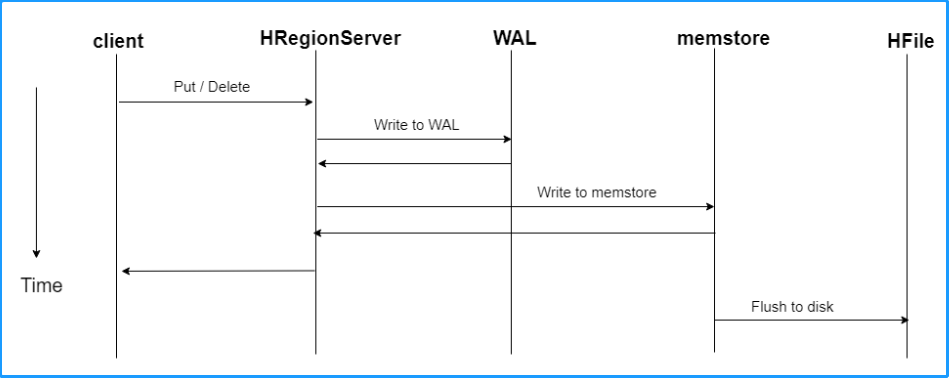 client
HRegionServer
WAL
memstore
HFile
Put / Delete
Write to WAL
Write to memstore
Time
Flush to disk